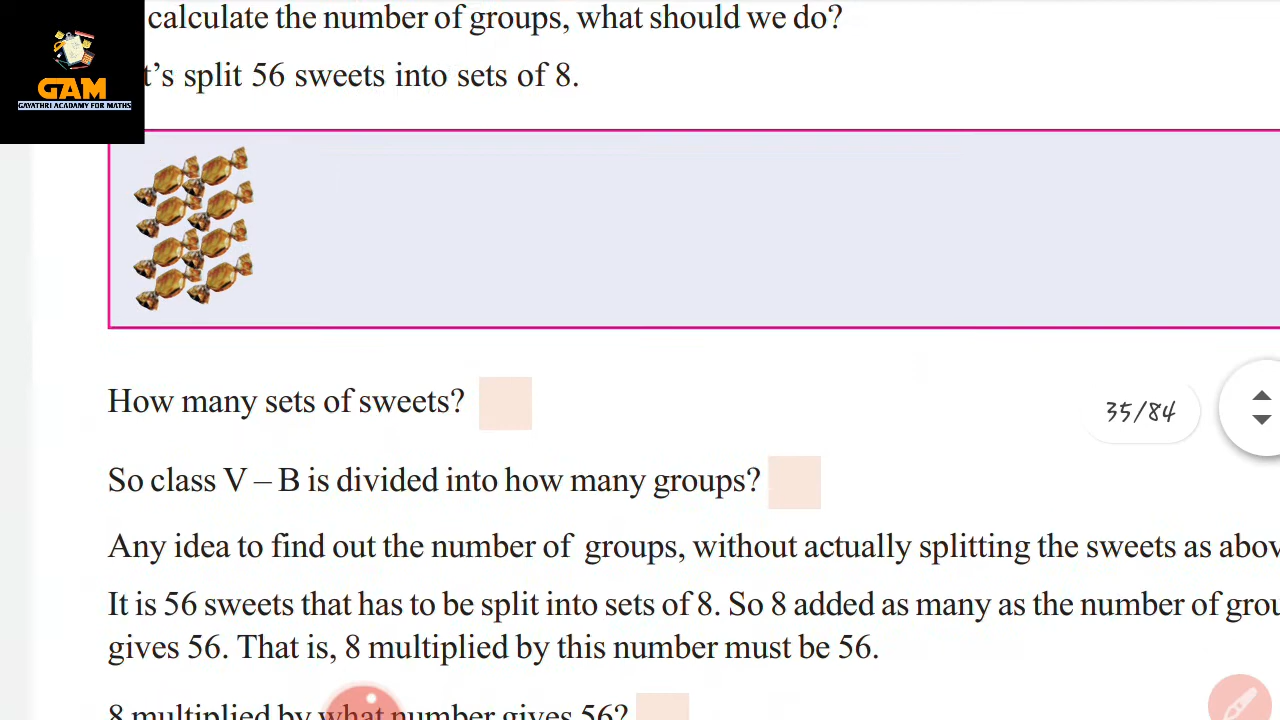 calculate the number of groups, what should we do?
t's split 56 sweets into sets of 8.
GAM
GAYATHRI ACADAMY FOR MATHS
How many sets of sweets?
35/84
So class V – B is divided into how many groups?
Any idea to find out the number of groups, without actually splitting the sweets as
It is 56 sweets that has to be split into sets of 8. So 8 added as many as the number of
gives 56. That is, 8 multiplied by this number must be 56.
8 multiplied by what number gives 56?